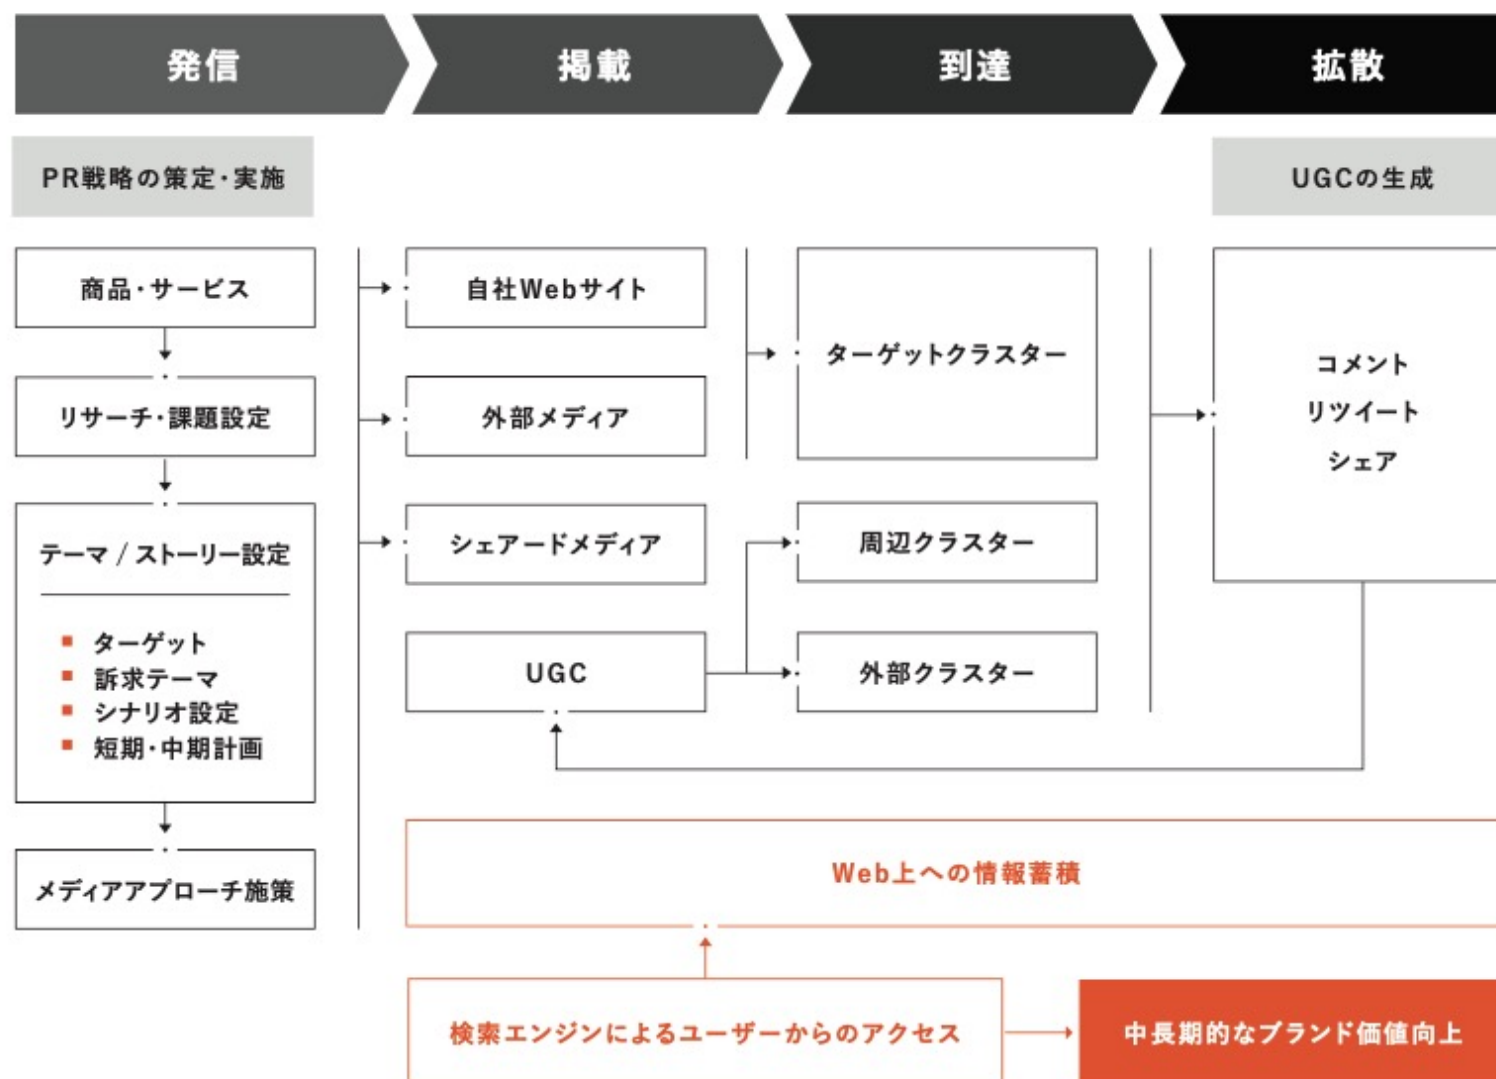 発信
掲載
到達
拡散
PR戦略の策定・実施
UGCの生成
商品・サービス
リサーチ・課題設定
テーマ / ストーリー設定
ターゲット
訴求テーマ
シナリオ設定
短期・中期計画
メディアアプローチ施策
自社Webサイト
外部メディア
シェアードメディア
UGC
ターゲットクラスター
周辺クラスター
外部クラスター
コメント
リツイート
シェア
Web上への情報蓄積
検索エンジンによるユーザーからのアクセス
中長期的なブランド価値向上